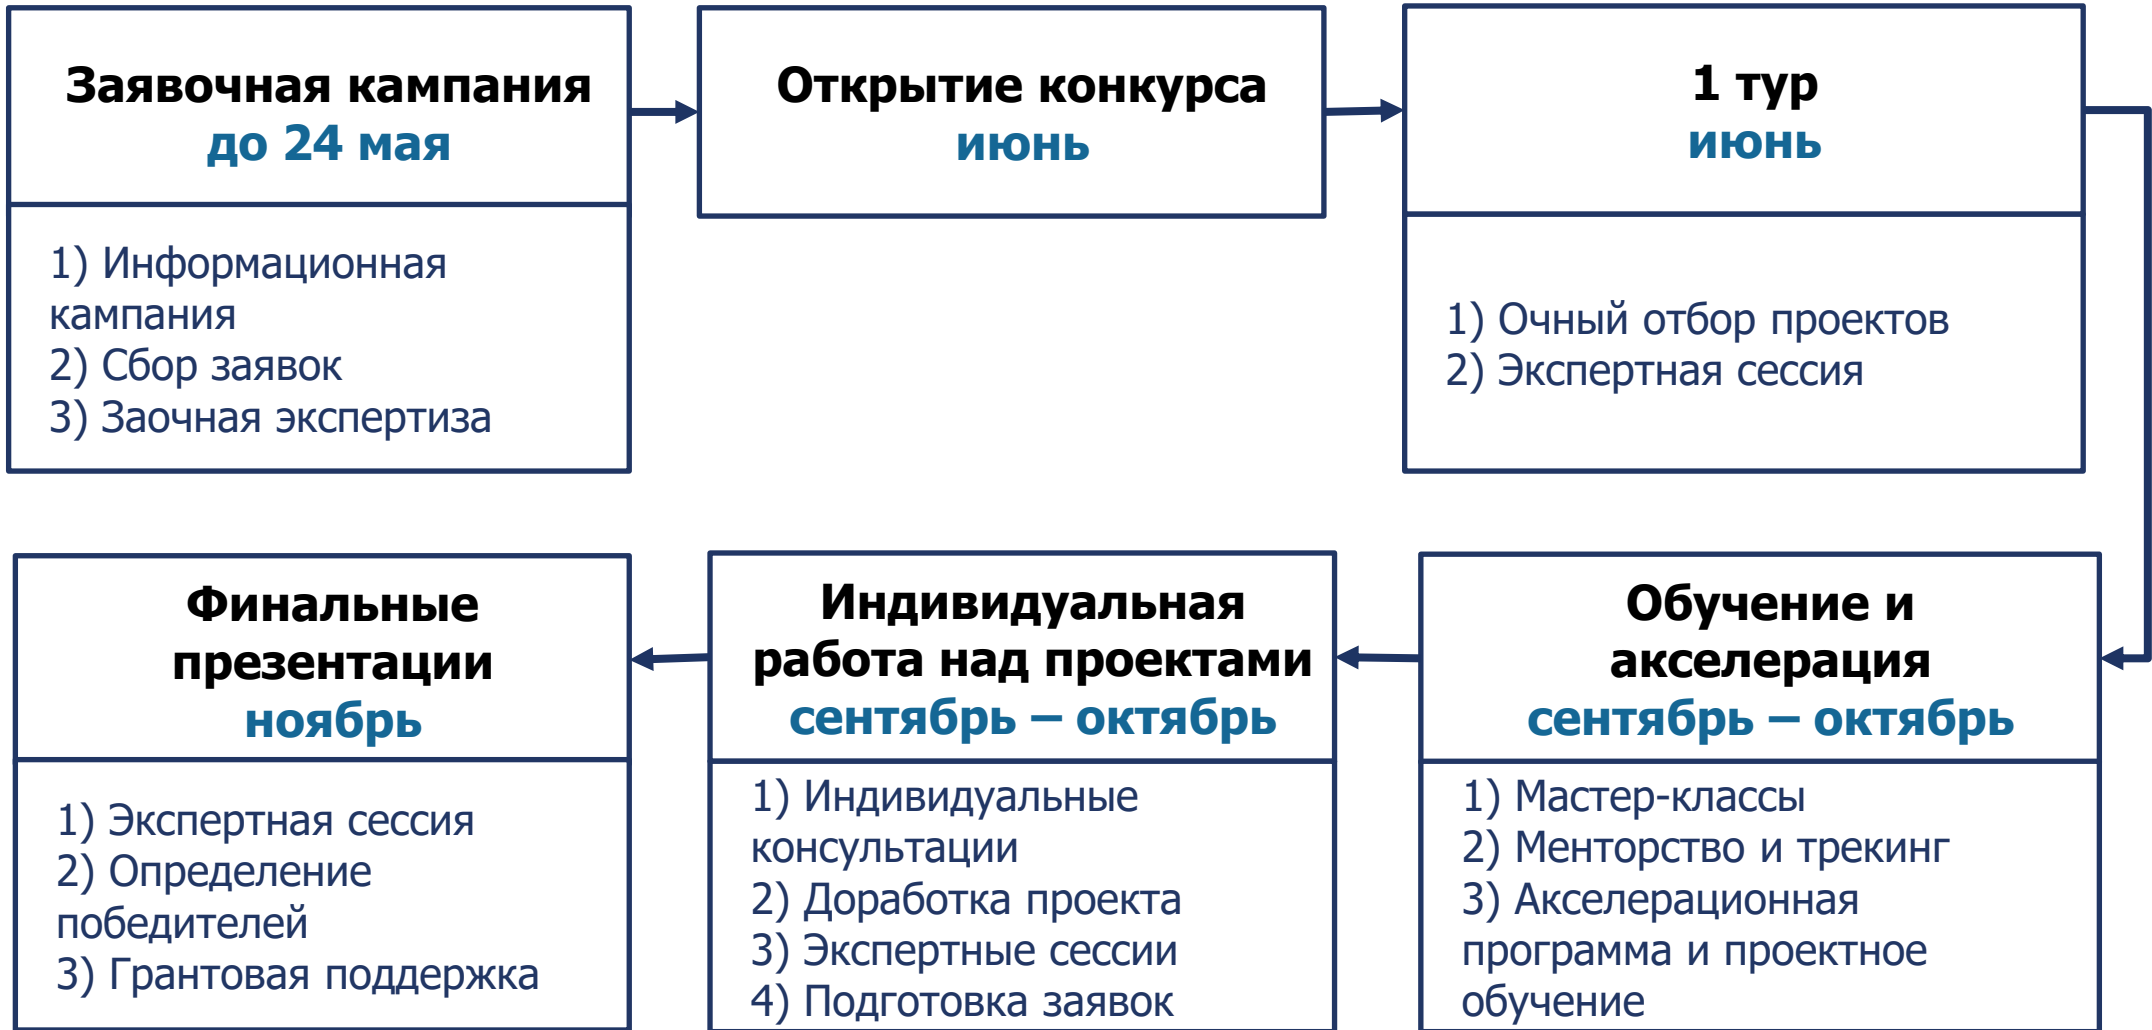 Заявочная кампания
до 24 мая
1) Информационная
кампания
2) Сбор заявок
3) Заочная экспертиза
Открытие конкурса
июнь
1 тур
июнь
1) Очный отбор проектов
2) Экспертная сессия
Обучение и
акселерация
сентябрь – октябрь
1) Мастер-классы
2) Менторство и трекинг
3) Акселерационная
программа и проектное
обучение
Индивидуальная
работа над проектами
сентябрь – октябрь
1) Индивидуальные
консультации
2) Доработка проекта
3) Экспертные сессии
4) Подготовка заявок
Финальные
презентации
ноябрь
1) Экспертная сессия
2) Определение
победителей
3) Грантовая поддержка